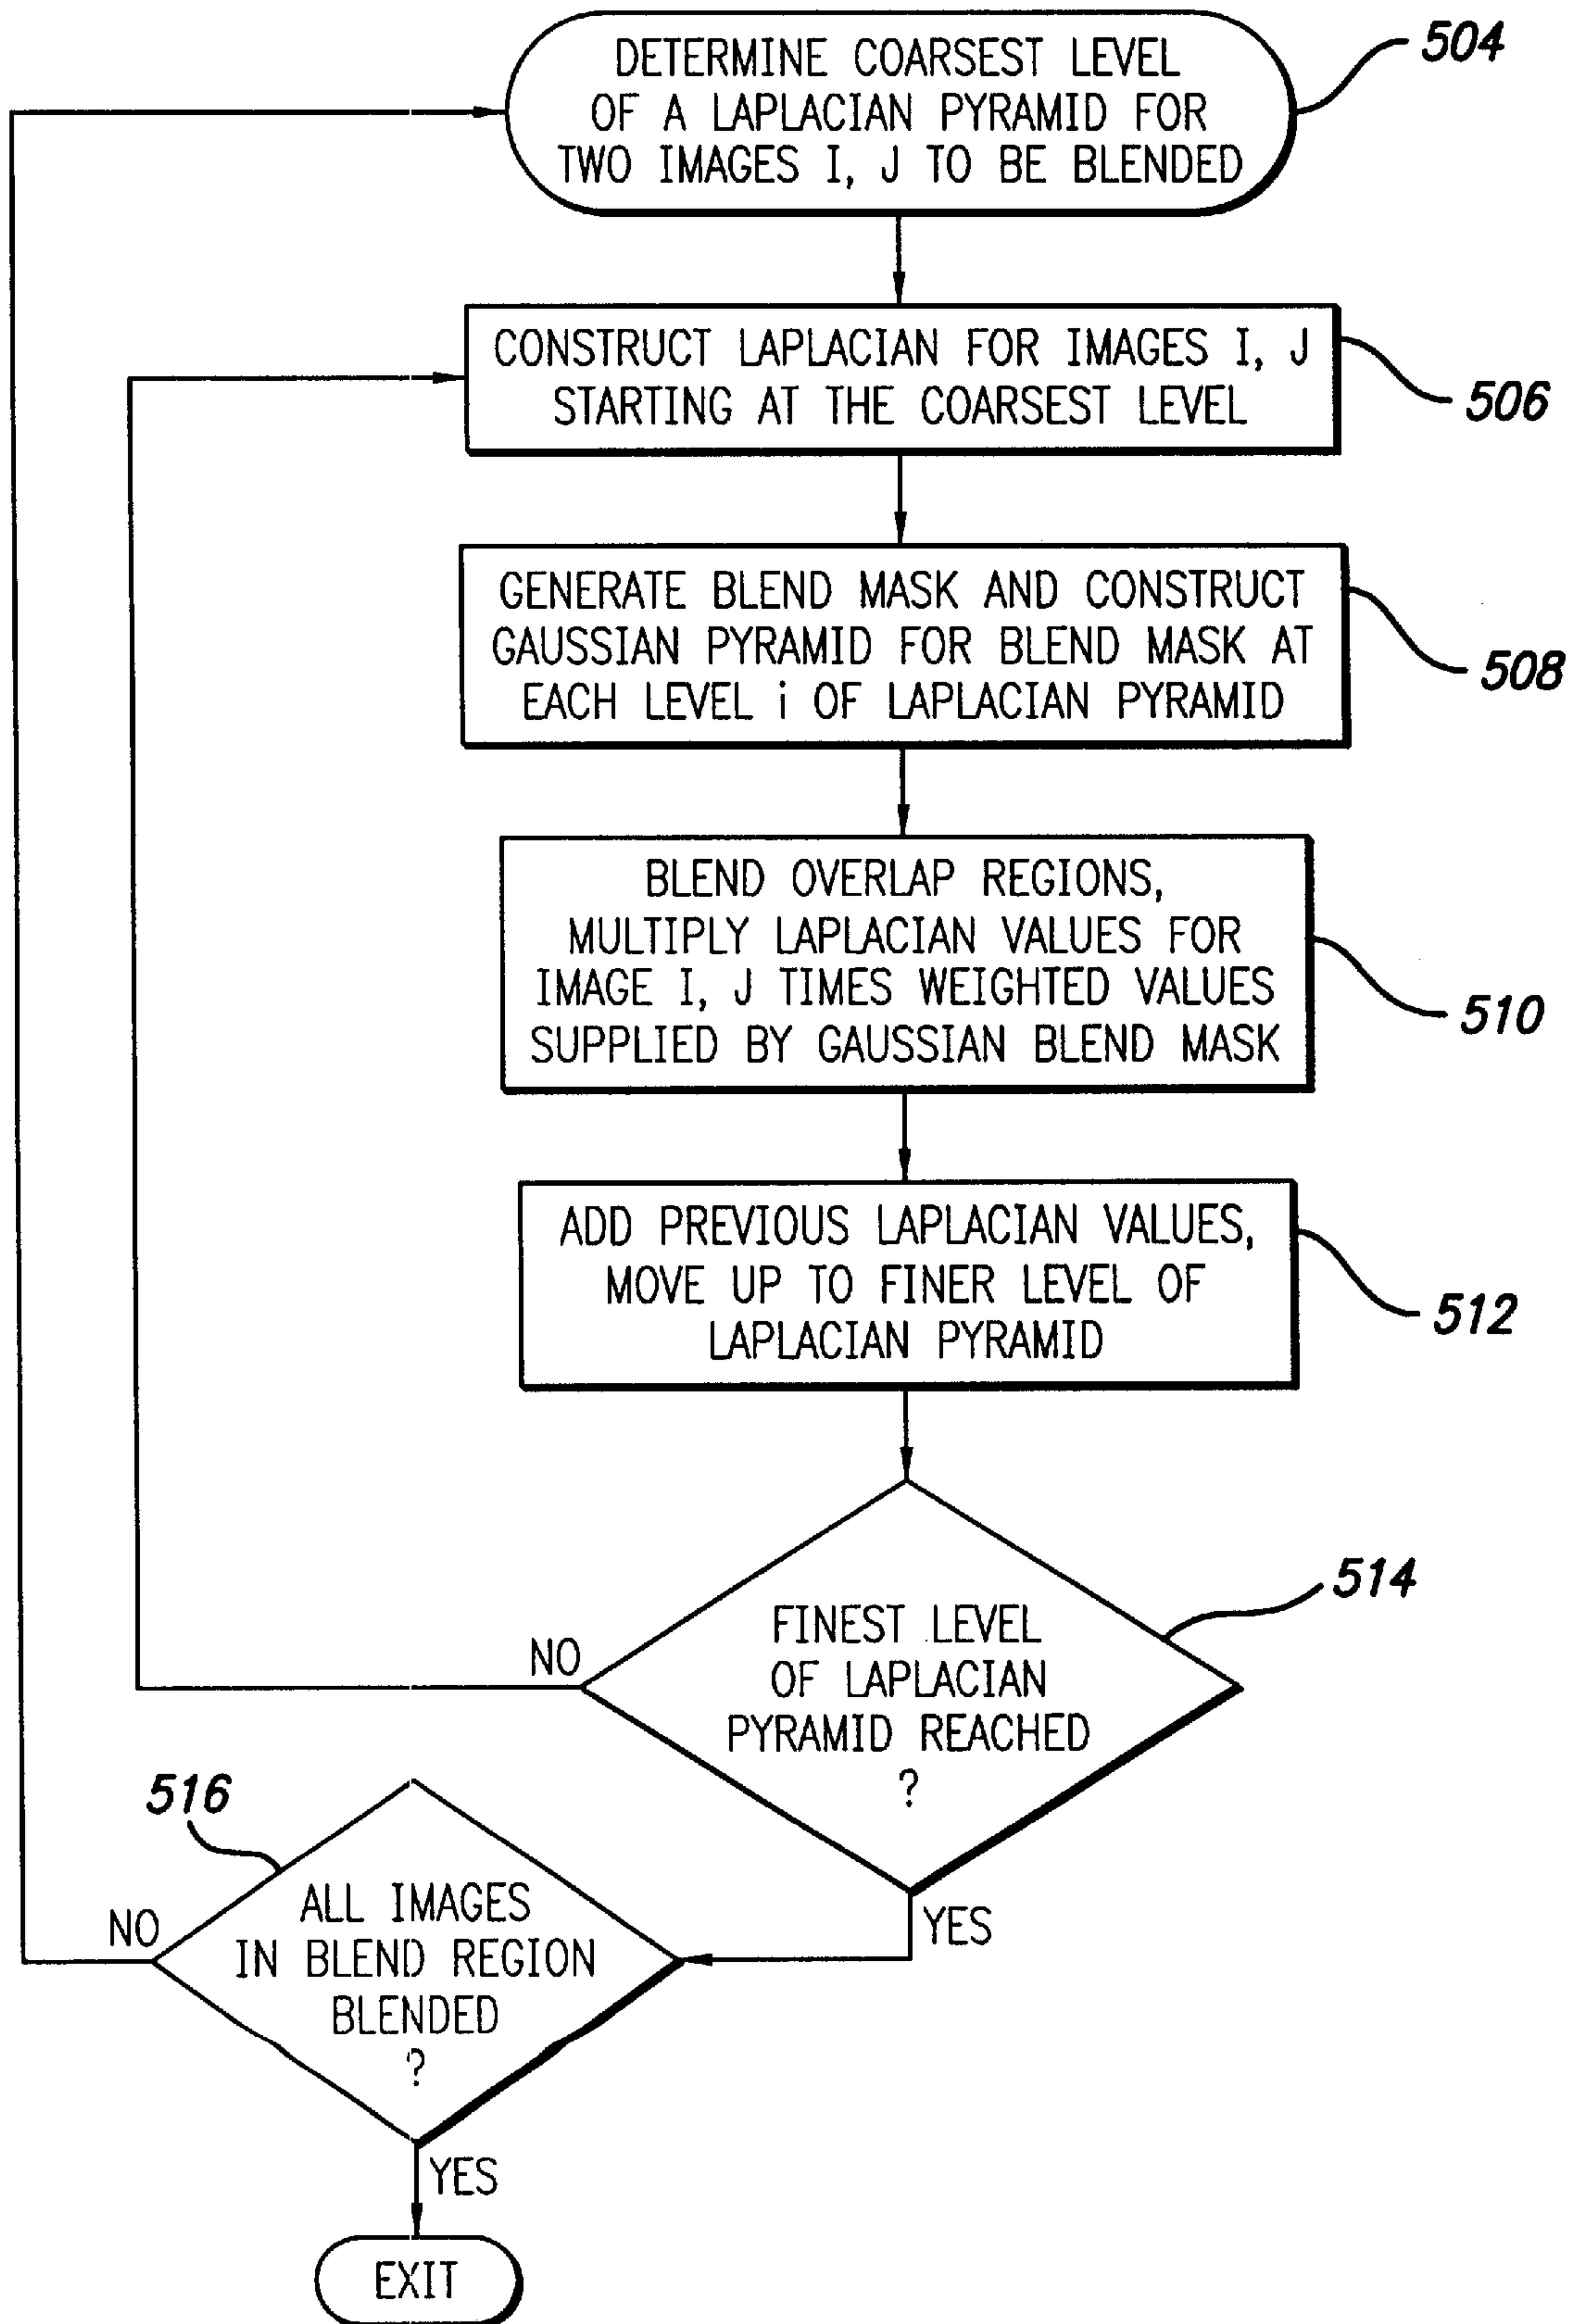 DETERMINE COARSEST LEVEL
OF A LAPLACIAN PYRAMID FOR
TWO IMAGES I, J TO BE BLENDED
504
CONSTRUCT LAPLACIAN FOR IMAGES I, J
STARTING AT THE COARSEST LEVEL
506
GENERATE BLEND MASK AND CONSTRUCT
GAUSSIAN PYRAMID FOR BLEND MASK AT
EACH LEVEL i OF LAPLACIAN PYRAMID
508
BLEND OVERLAP REGIONS,
MULTIPLY LAPLACIAN VALUES FOR
IMAGE I, J TIMES WEIGHTED VALUES
SUPPLIED BY GAUSSIAN BLEND MASK
510
ADD PREVIOUS LAPLACIAN VALUES,
MOVE UP TO FINER LEVEL OF
LAPLACIAN PYRAMID
512
FINEST LEVEL
OF LAPLACIAN
PYRAMID REACHED
?
514
NO
YES
516
ALL IMAGES
IN BLEND REGION
BLENDED
?
NO
YES
EXIT